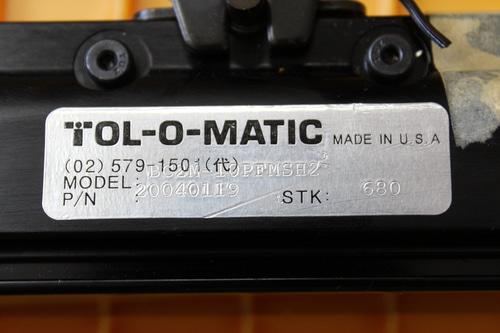 TOL-O-MATIC MADE IN U.S.A
(02) 579-1501(代)
MODEL:
P/N : 20040119 STK: 680